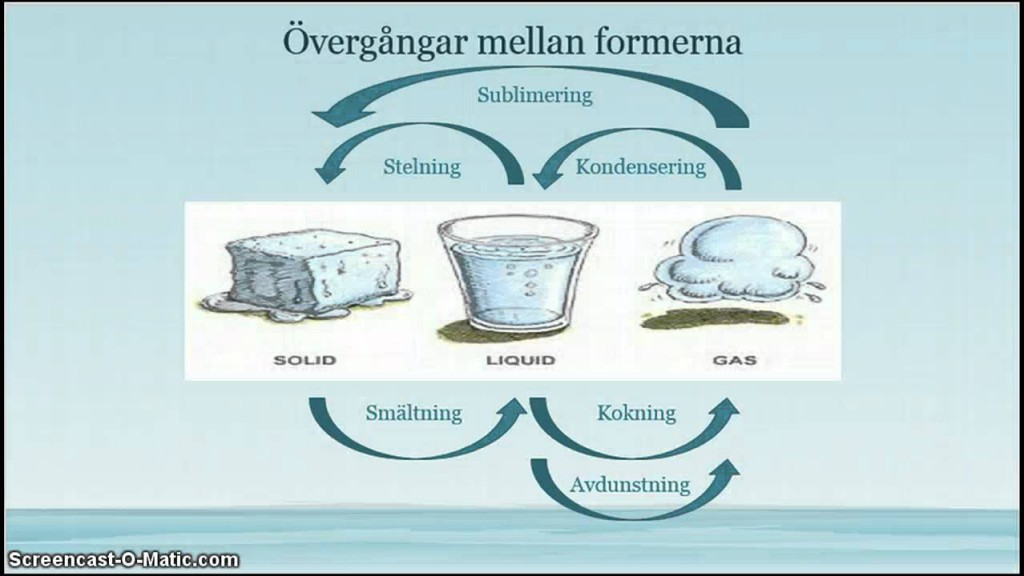 Övergångar mellan formerna
Sublimering
Stelning
Kondensering
SOLID
LIQUID
GAS
Smältning
Kokning
Avdunstning
Screencast-O-Matic.com